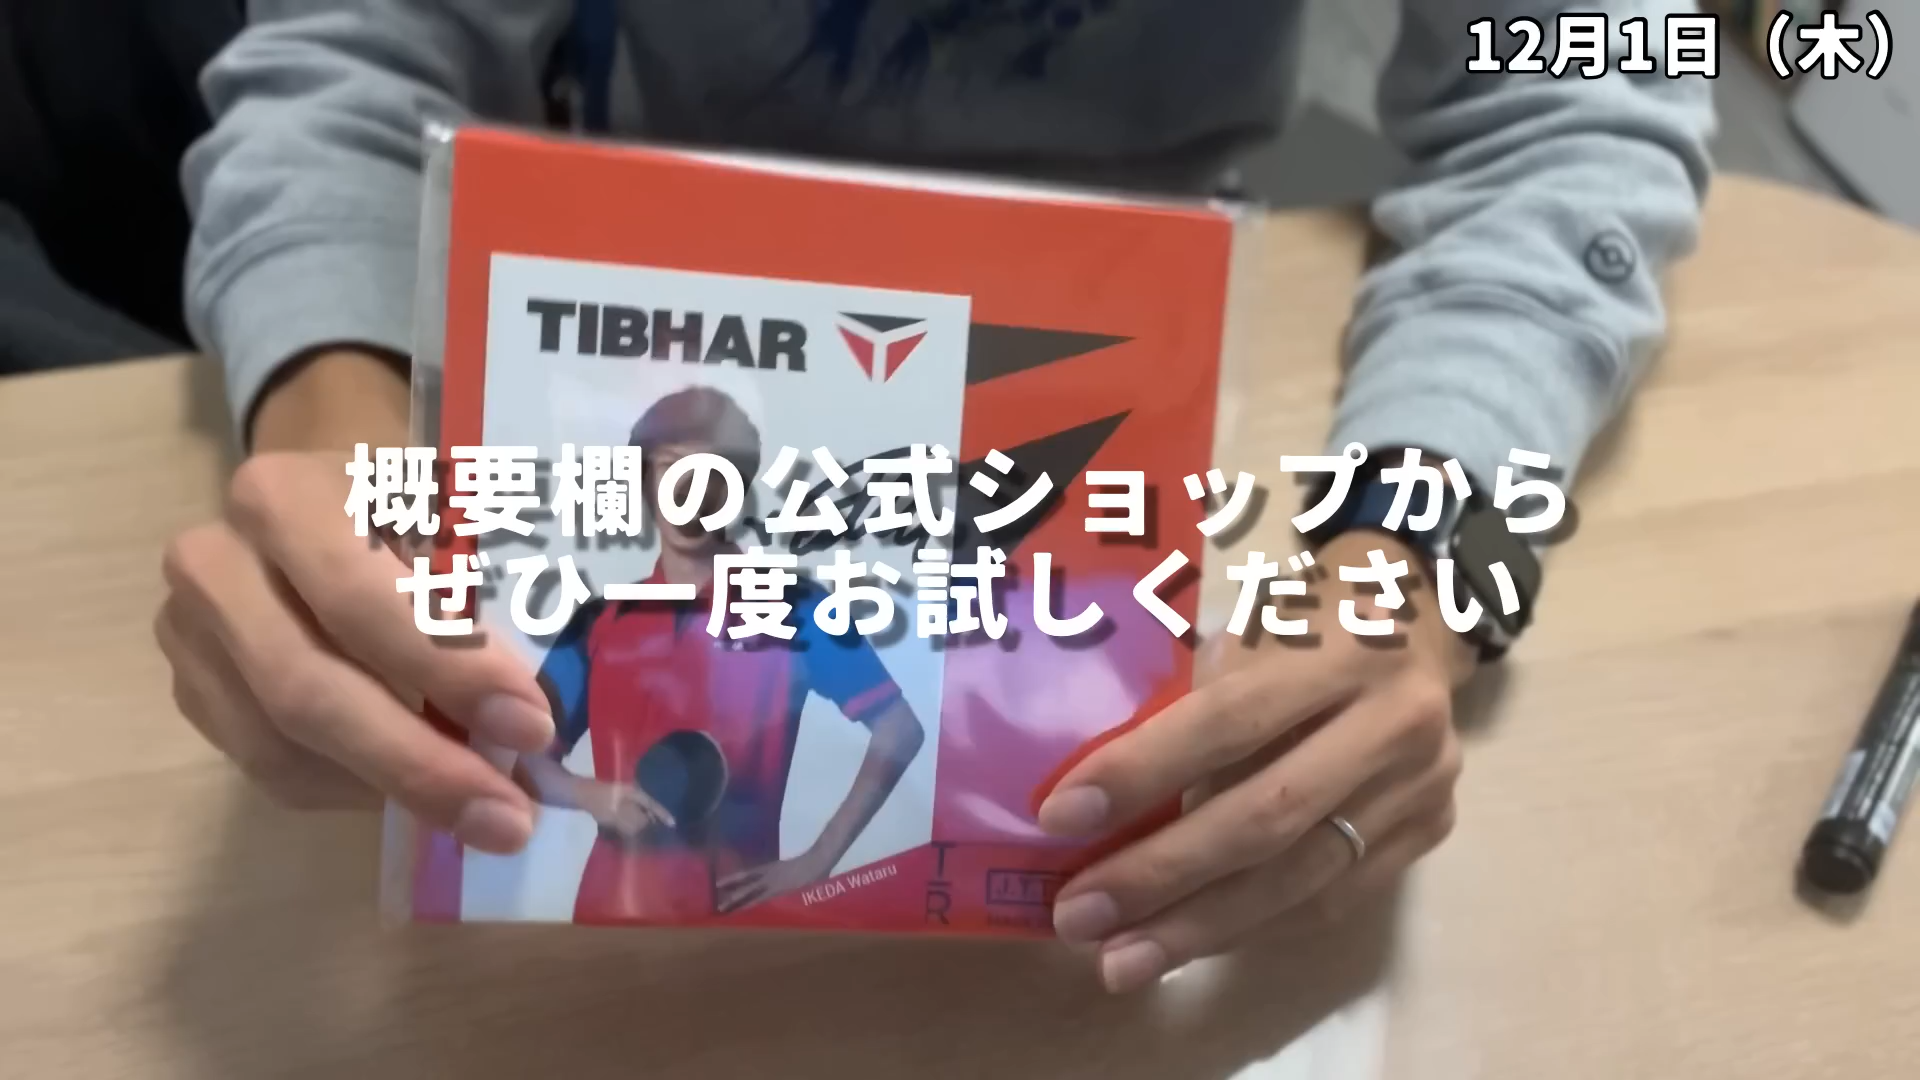 12月1日（木）
TIBHAR
概要欄の公式ショップから
ぜひ一度お試しください
IKEDA Wataru